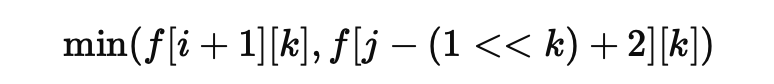 min(f[i + 1][k], f[j − (1 << k) + 2][k])